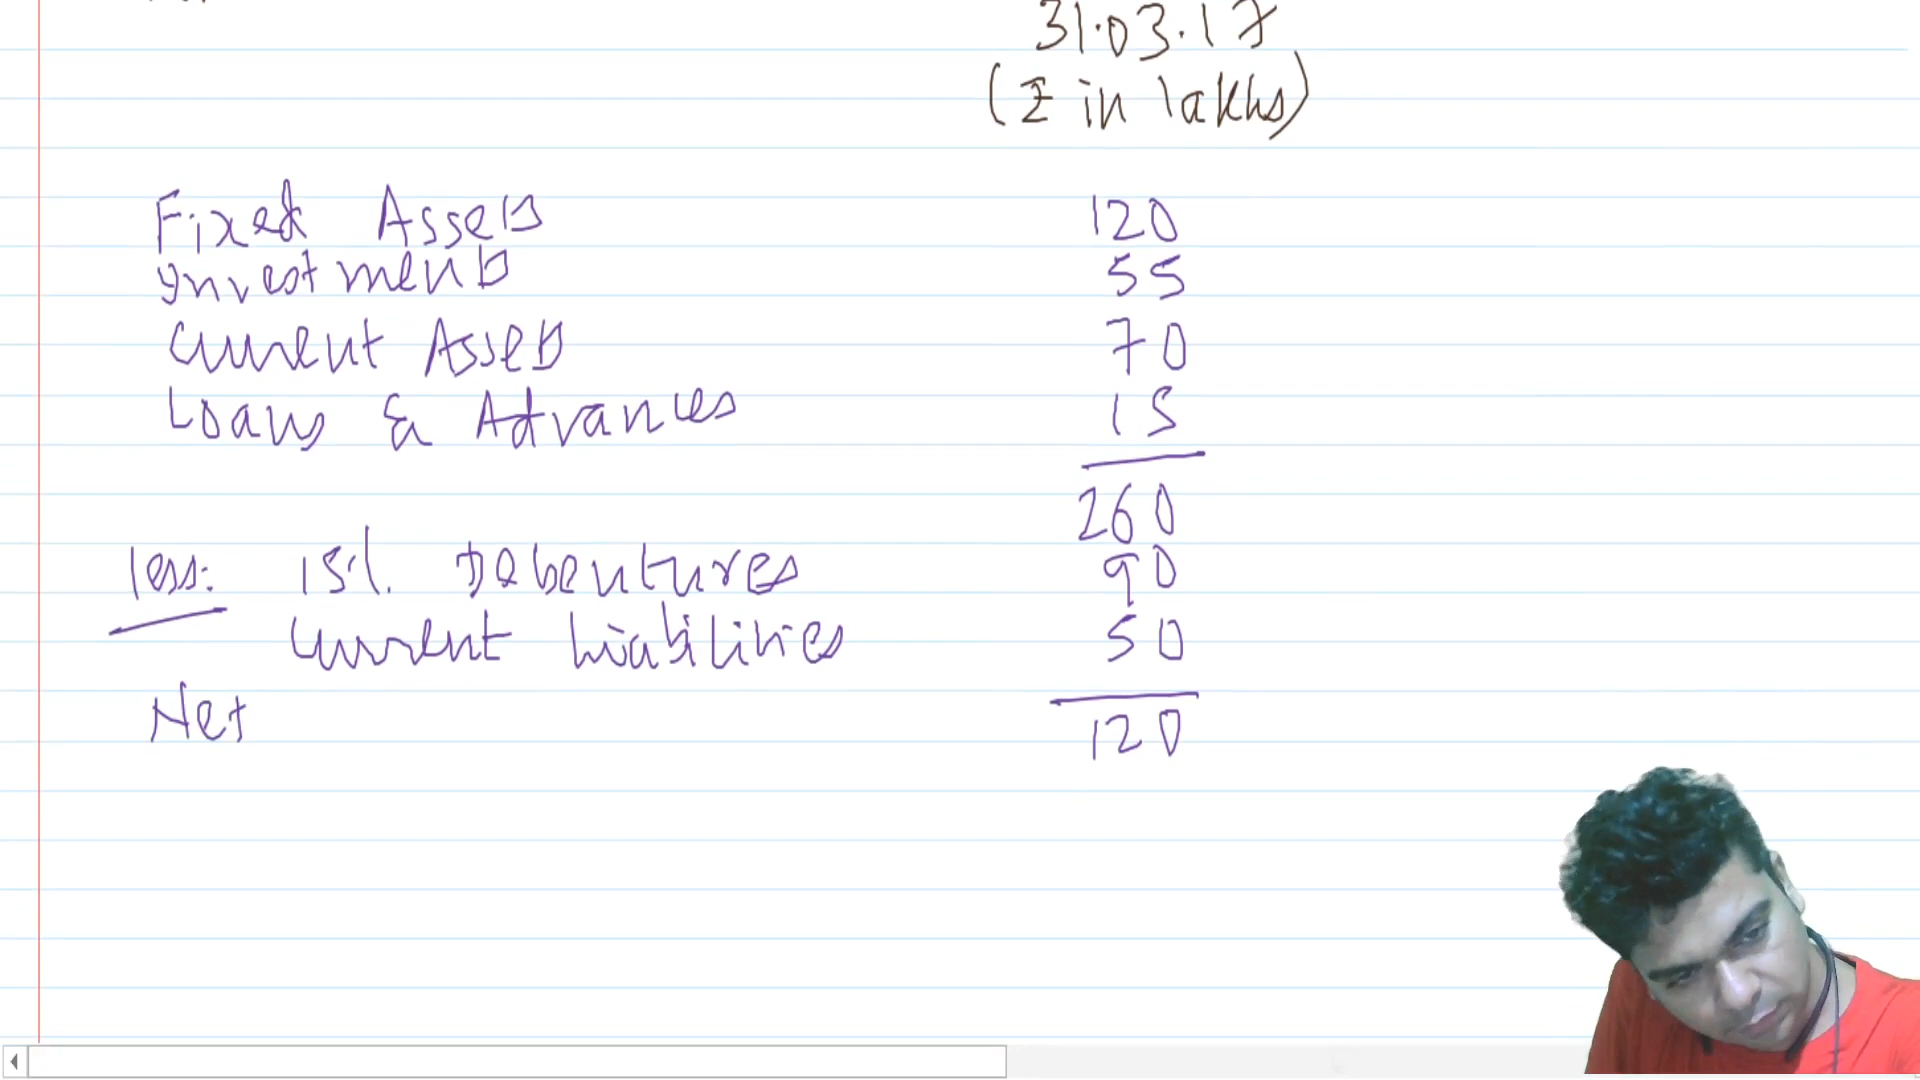 31.03.17
(₹ in lakhs)
Fixed Assets 120
Investments 55
Current Assets 70
Loans & Advances 15
260
less: 15%. Debentures 90
Current Liabilities 50
Net 120